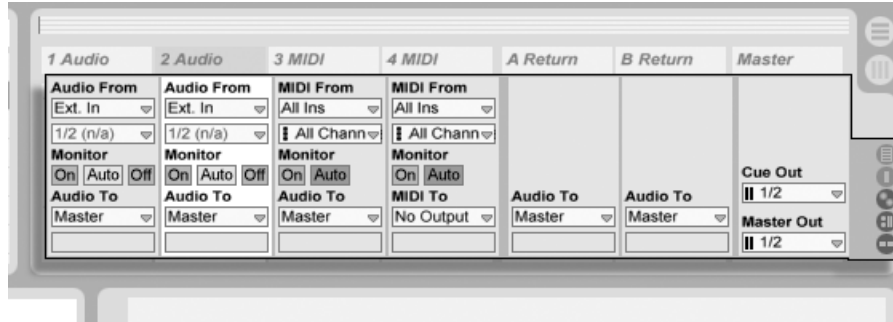 1 Audio 2 Audio 3 MIDI 4 MIDI A Return B Return Master
Audio From Audio From MIDI From MIDI From
Ext. In Ext. In All Ins All Ins
1/2 (n/a) 1/2 (n/a) All Chann All Chann
Monitor Monitor Monitor Monitor
On Auto Off On Auto Off On Auto On Auto Cue Out
Audio To Audio To Audio To MIDI To Audio To Audio To 1/2
Master Master Master No Output Master Master Master Out
1/2